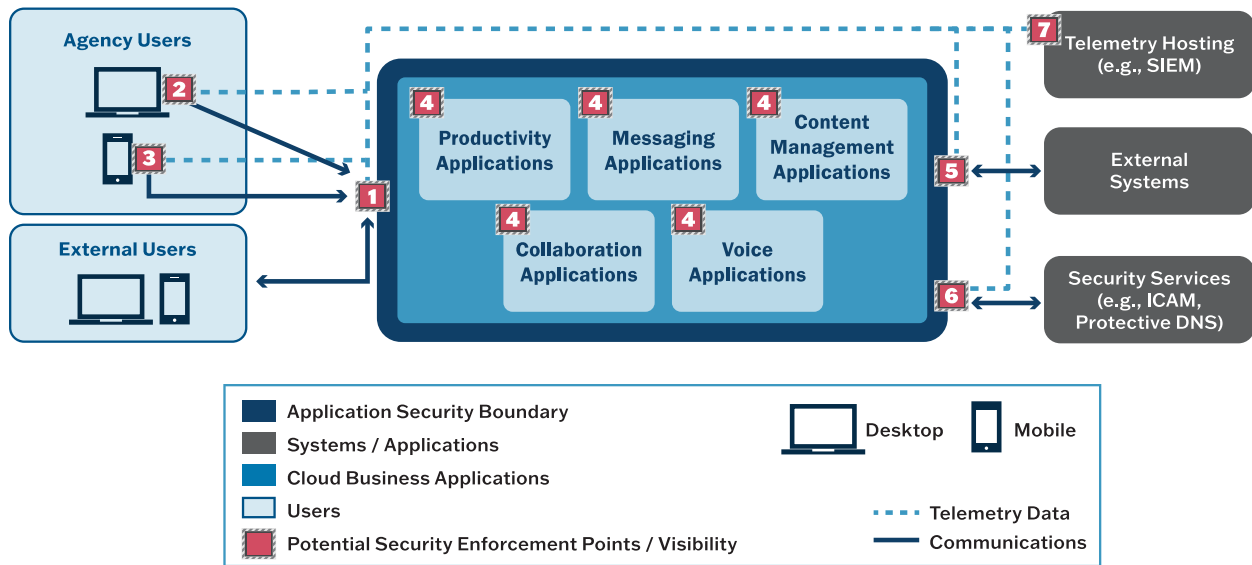 Agency Users
2
3
1
External Users
4
Productivity
Applications
4
Messaging
Applications
4
Content
Management
Applications
4
Collaboration
Applications
4
Voice
Applications
5
6
7
Telemetry Hosting
(e.g., SIEM)
External
Systems
Security Services
(e.g., ICAM,
Protective DNS)
Application Security Boundary
Systems / Applications
Cloud Business Applications
Users
Potential Security Enforcement Points / Visibility
Desktop
Mobile
Telemetry Data
Communications